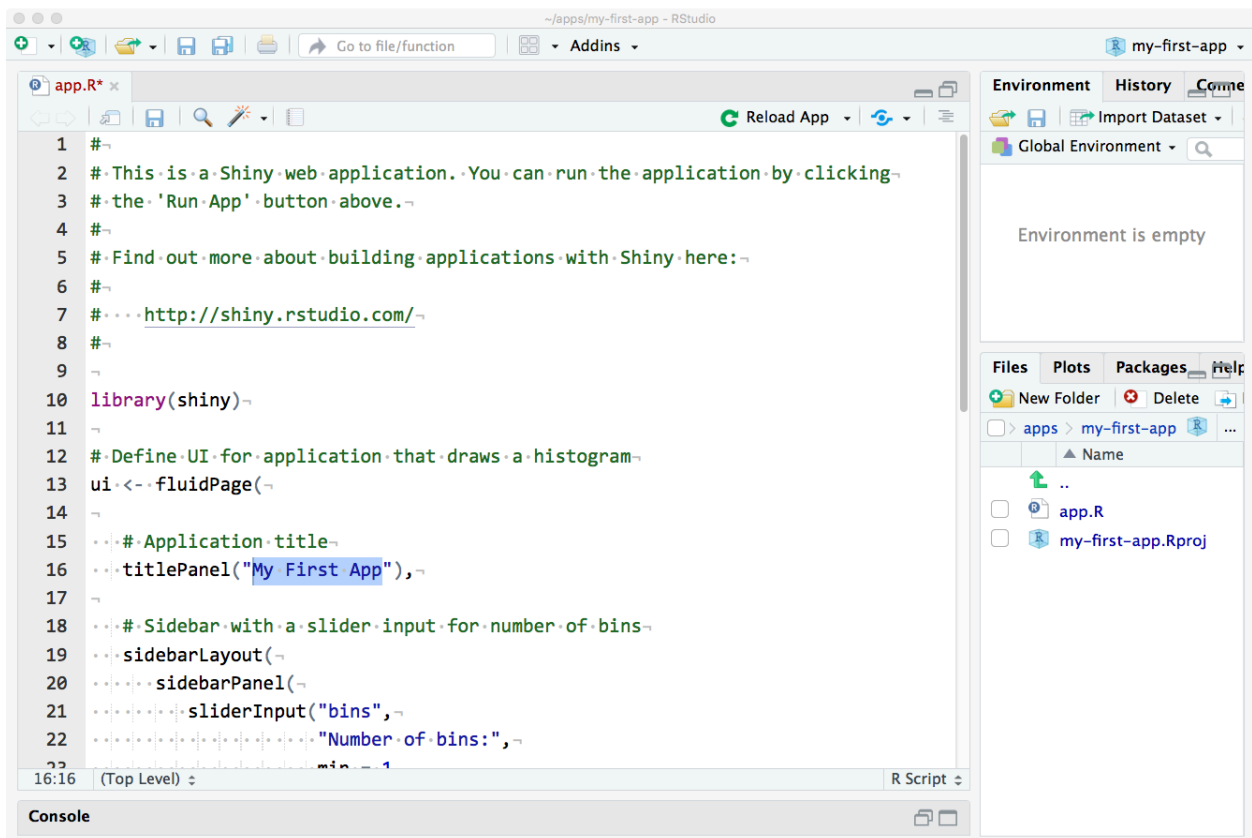 ~/apps/my-first-app - RStudio
Go to file/function
Addins
my-first-app
app.R*
Reload App
1 #
2 # This is a Shiny web application. You can run the application by clicking
3 # the 'Run App' button above.
4 #
5 # Find out more about building applications with Shiny here:
6 #
7 #    http://shiny.rstudio.com/
8 #
9
10 library(shiny)
11
12 # Define UI for application that draws a histogram
13 ui <- fluidPage(
14
15    # Application title
16    titlePanel("My First App"),
17
18    # Sidebar with a slider input for number of bins
19    sidebarLayout(
20       sidebarPanel(
21          sliderInput("bins",
22                      "Number of bins:",
23                      min = 1
16:16 (Top Level) R Script
Console
Environment History
Import Dataset
Global Environment
Environment is empty
Files Plots Packages Help
New Folder Delete
apps > my-first-app ...
Name
..
app.R
my-first-app.Rproj